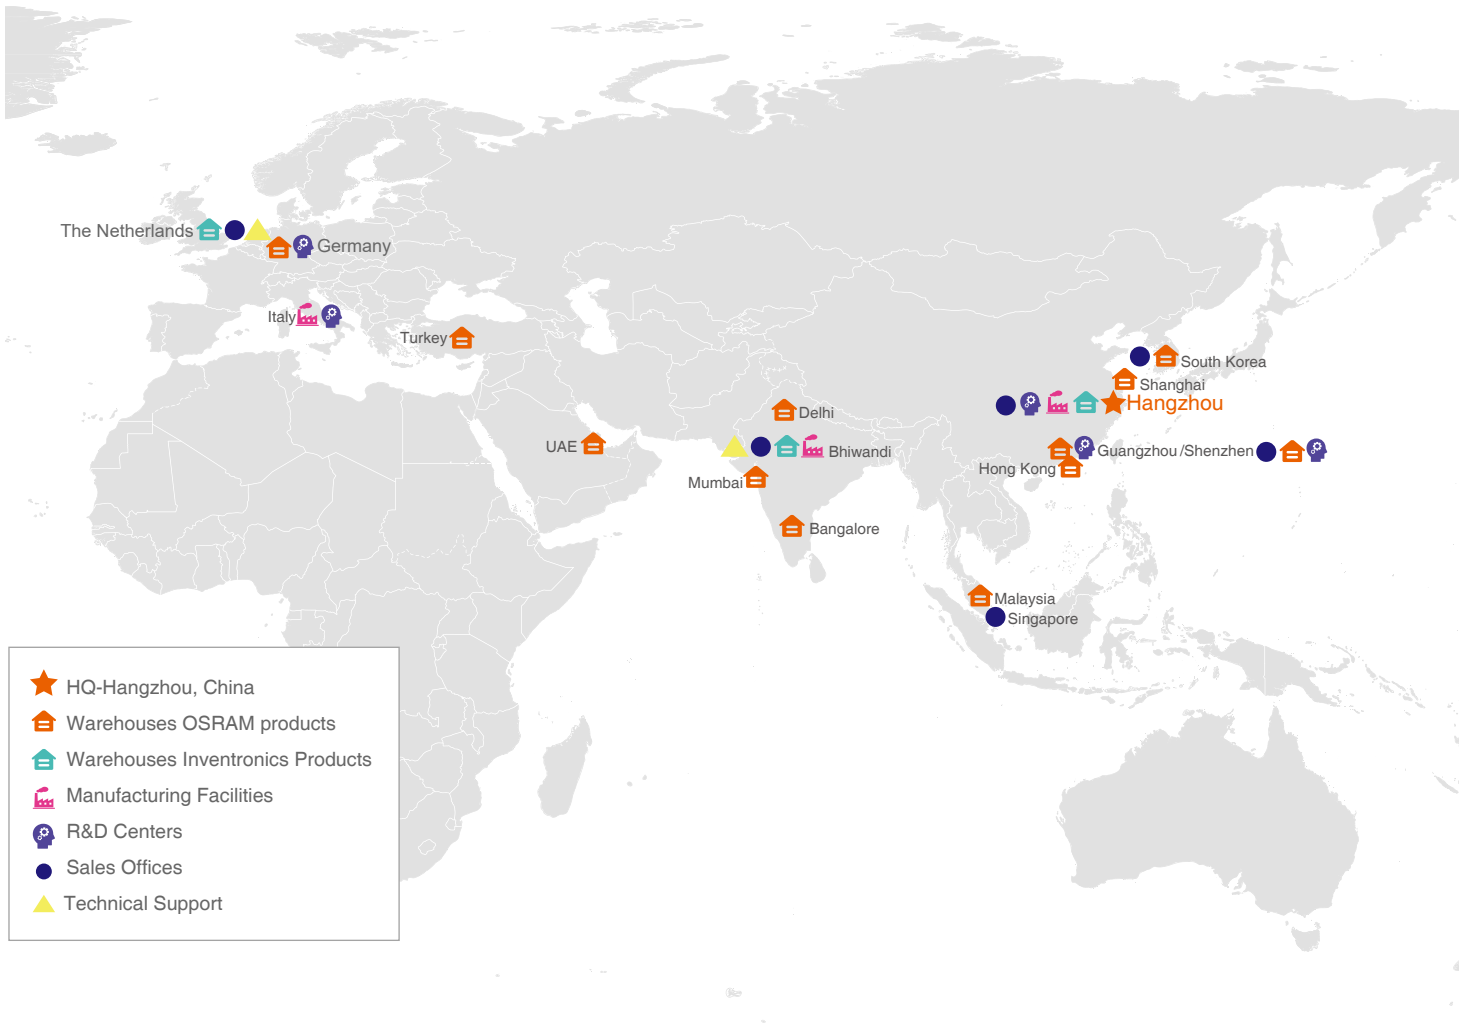 The Netherlands
Germany
Italy
Turkey
South Korea
Shanghai
Hangzhou
Delhi
UAE
Bhiwandi
Guangzhou/Shenzhen
Hong Kong
Mumbai
Bangalore
Malaysia
Singapore
HQ-Hangzhou, China
Warehouses OSRAM products
Warehouses Inventronics Products
Manufacturing Facilities
R&D Centers
Sales Offices
Technical Support